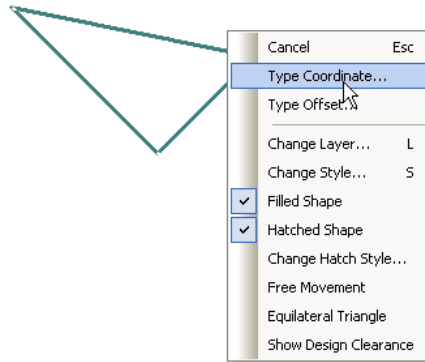 Cancel Esc
Type Coordinate...
Type Offset...
Change Layer... L
Change Style... S
Filled Shape
Hatched Shape
Change Hatch Style...
Free Movement
Equilateral Triangle
Show Design Clearance